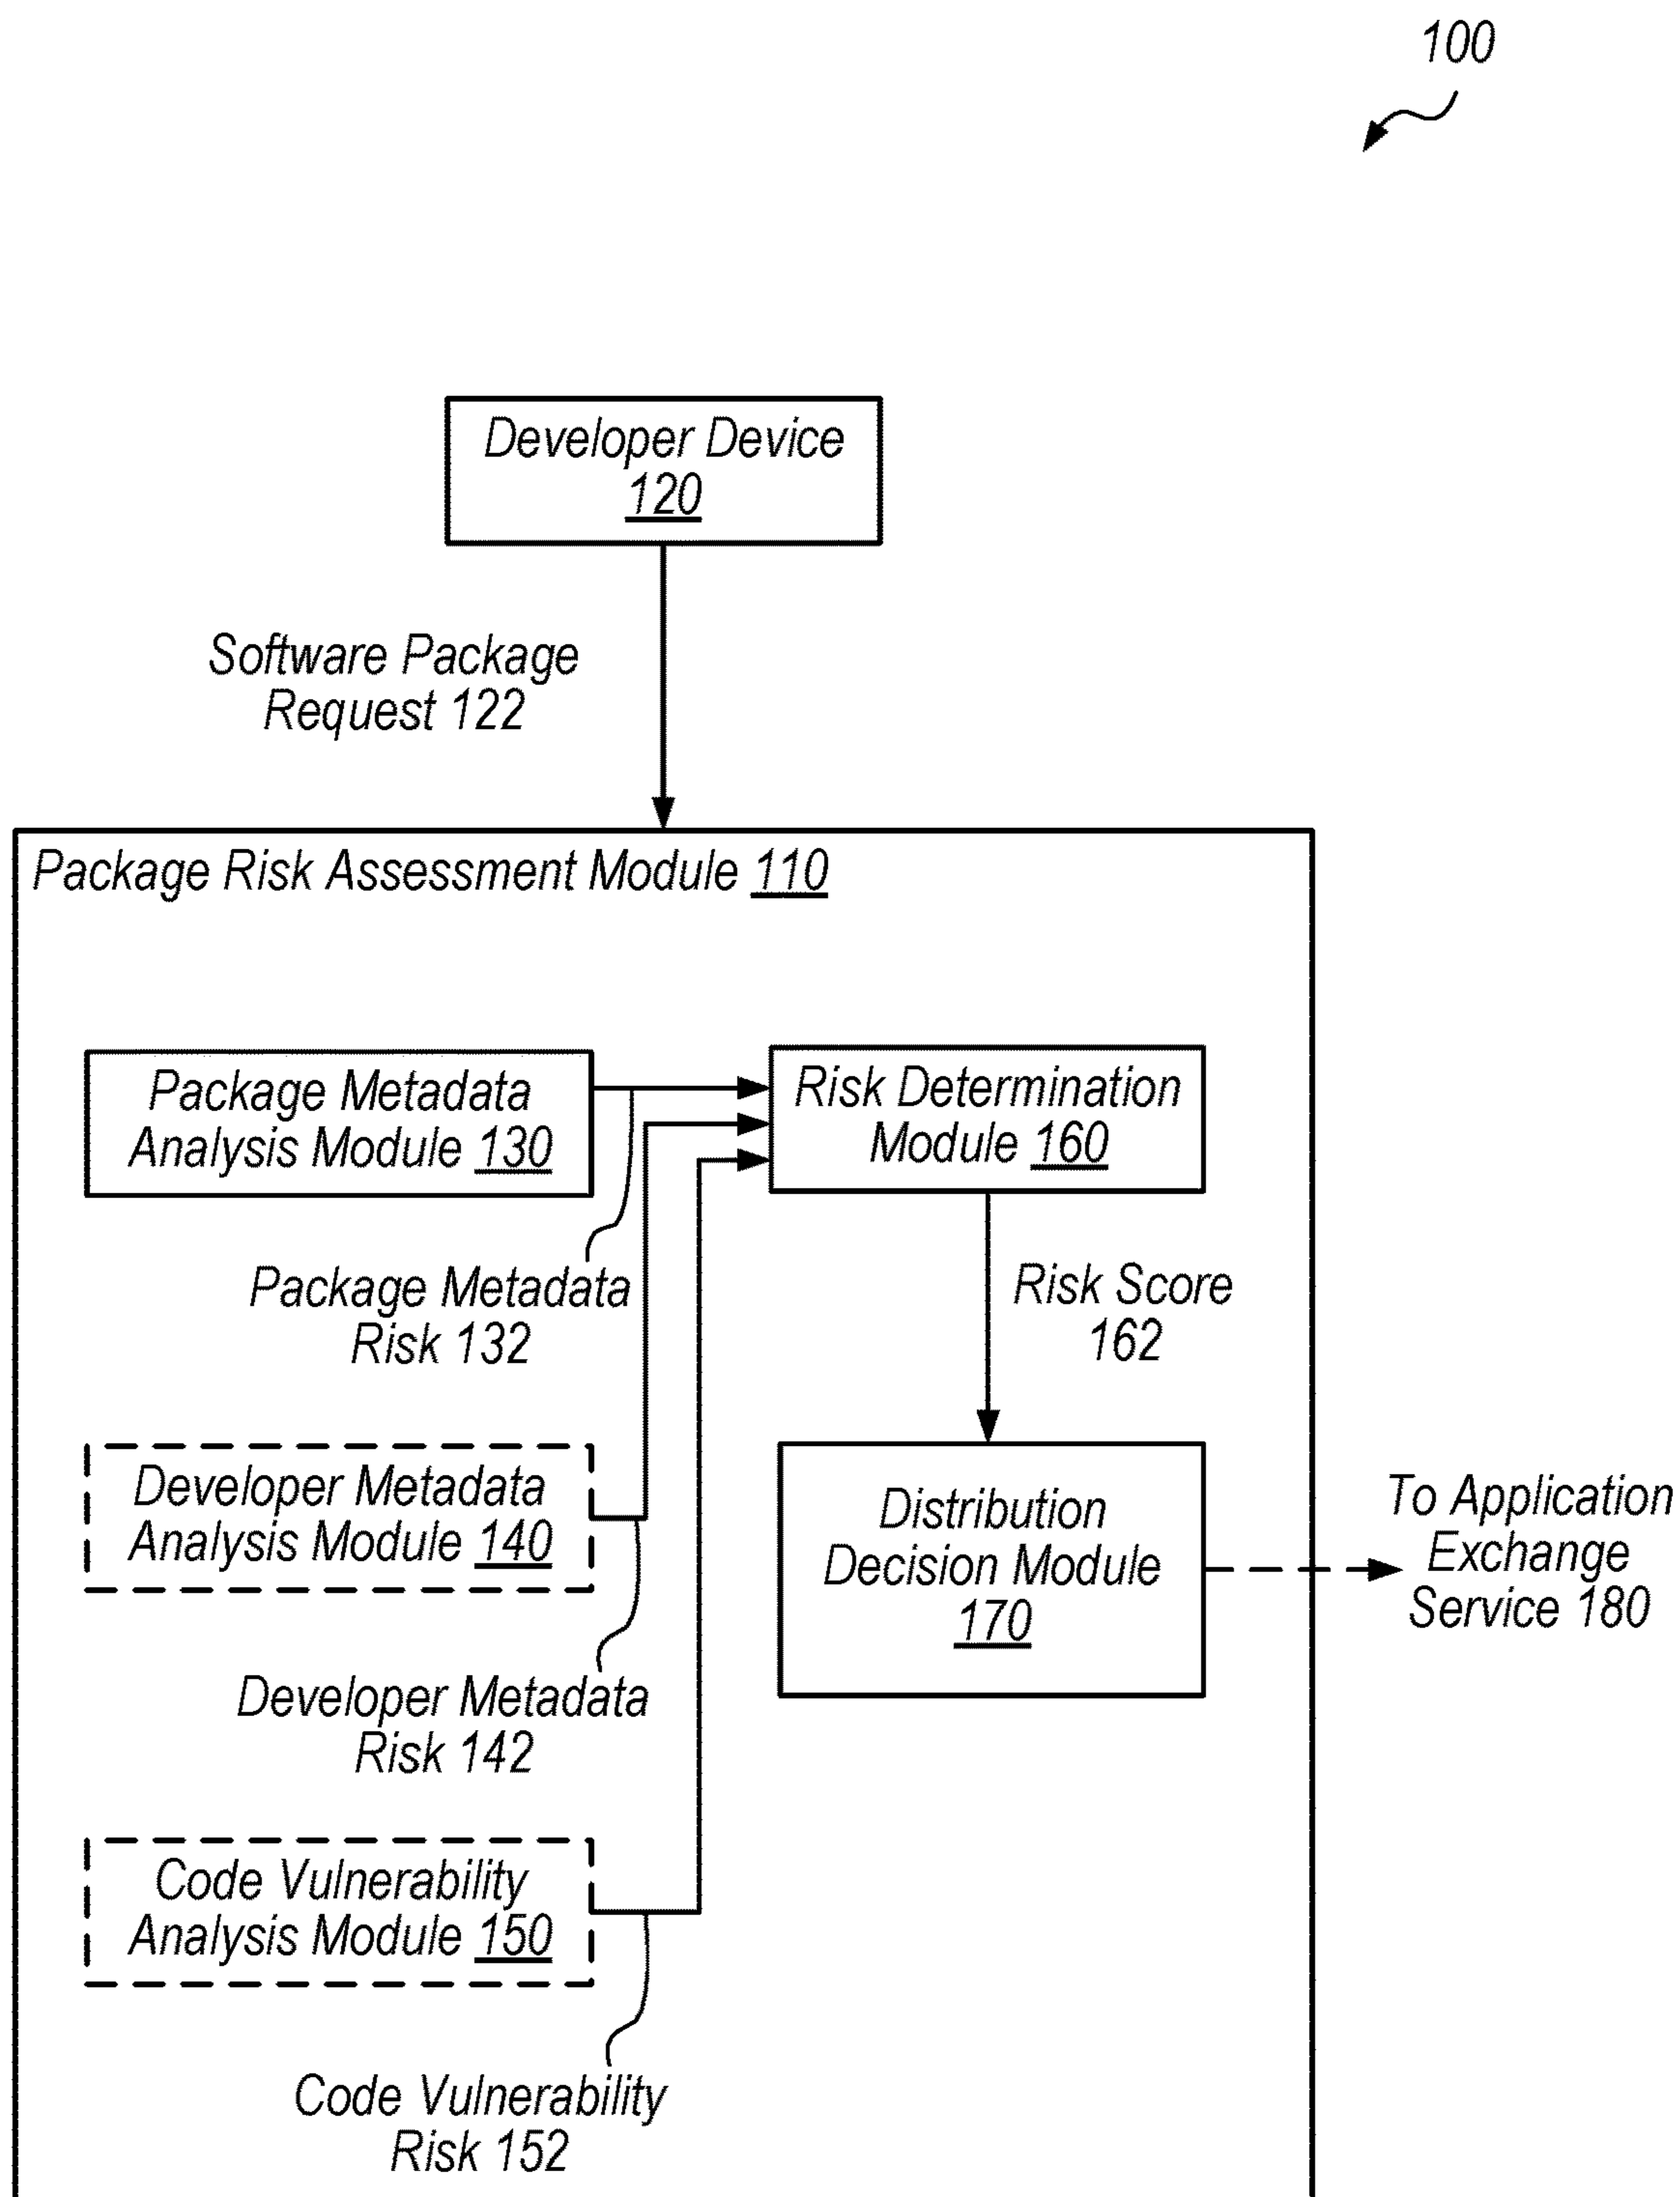 100
Developer Device
120
Software Package
Request 122
Package Risk Assessment Module 110
Package Metadata
Analysis Module 130
Risk Determination
Module 160
Package Metadata
Risk 132
Risk Score
162
Developer Metadata
Analysis Module 140
Distribution
Decision Module
170
To Application
Exchange
Service 180
Developer Metadata
Risk 142
Code Vulnerability
Analysis Module 150
Code Vulnerability
Risk 152